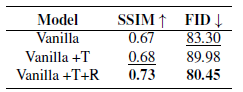 Model SSIM ↑ FID ↓
Vanilla 0.67 83.30
Vanilla +T 0.68 89.98
Vanilla +T+R 0.73 80.45